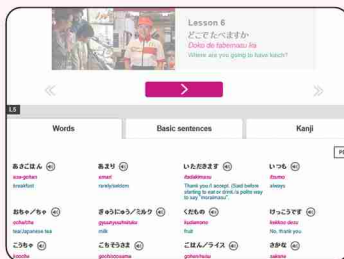 Lesson 6
どこで たべますか
Doko de tabemasu ka
Where are you going to have lunch?
L5
Words
Basic sentences
Kanji
あさごはん
asa-gohan
breakfast
あまり
amari
rarely/seldom
いただきます
itadakimasu
Thank you/I accept. (Said before
starting to eat or drink. Is polite way
to say "moraimasu".
いつも
itsumo
always
おちゃ／ちゃ
ocha/cha
tea/Japanese tea
ぎゅうにゅう／ミルク
gyuunyuu/miruku
milk
くだもの
kudamono
fruit
けっこうです
kekkoo desu
No, thank you
こうちゃ
koocha
ごちそうさま
gochisoosama
ごはん／ライス
gohan/raisu
さかな
sakana